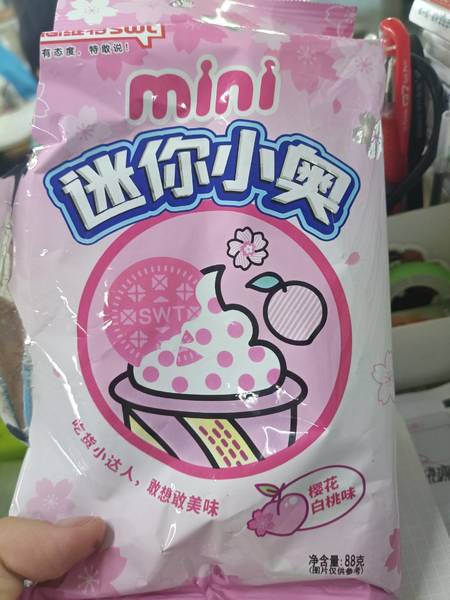 SWT
有态度，特敢说！
mini
迷你小奥
SWT
吃货小达人，敢想敢美味
樱花
白桃味
净含量：88克
(图片仅供参考)